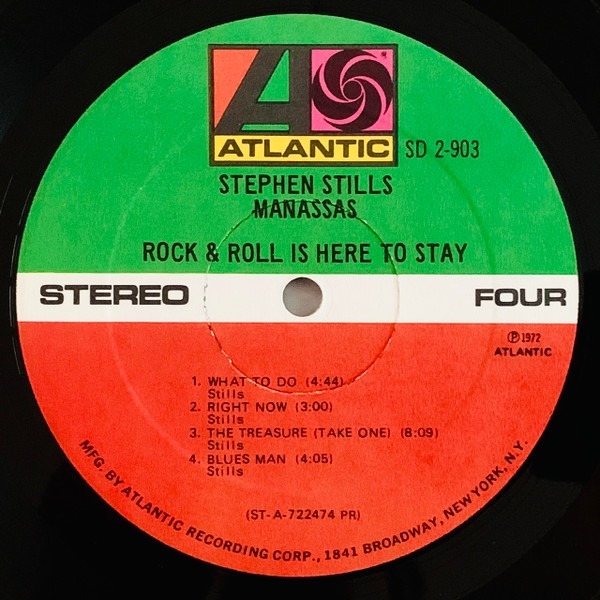 ATLANTIC
SD 2-903
STEPHEN STILLS
MANASSAS
ROCK & ROLL IS HERE TO STAY
STEREO
FOUR
℗ 1972
ATLANTIC
1. WHAT TO DO (4:44)
Stills
2. RIGHT NOW (3:00)
Stills
3. THE TREASURE (TAKE ONE) (8:09)
Stills
4. BLUES MAN (4:05)
Stills
(ST-A-722474 PR)
MFG. BY ATLANTIC RECORDING CORP., 1841 BROADWAY, NEW YORK, N.Y.